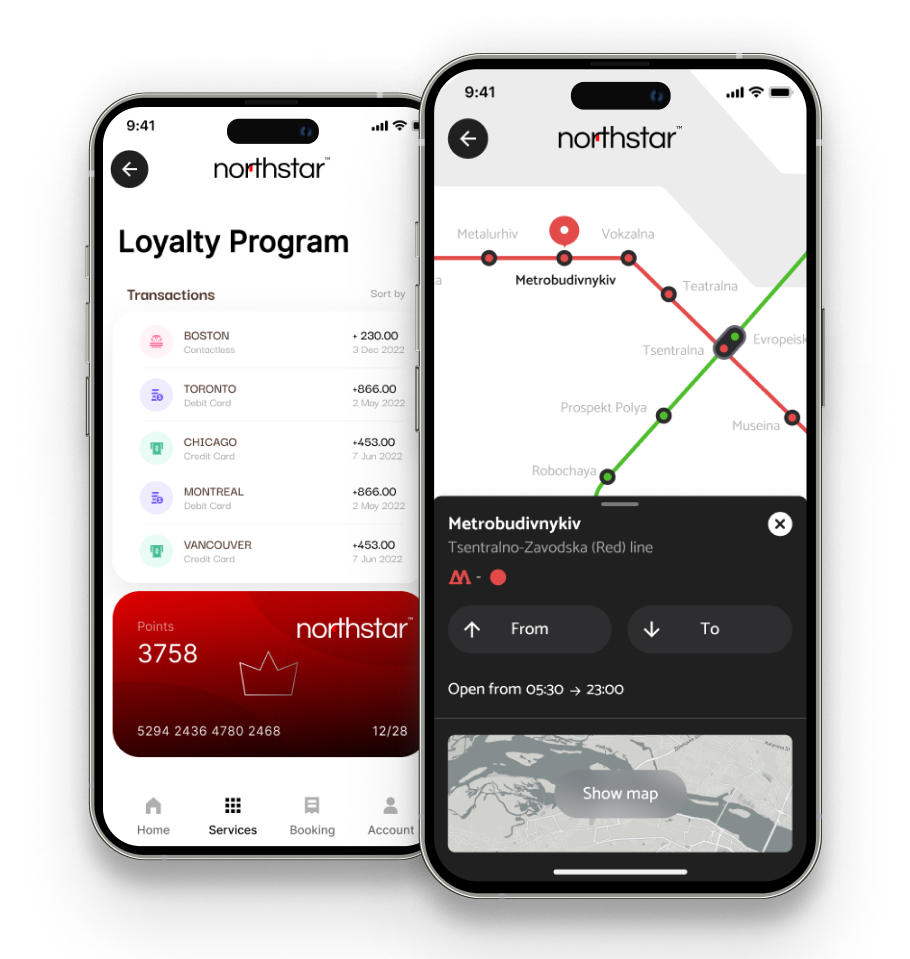 9:41
northstar™
Loyalty Program
Transactions
Sort by
BOSTON
+ 230.00
Contactless
3 Dec 2022
TORONTO
+866.00
Debit Card
2 May 2022
CHICAGO
+453.00
Credit Card
7 Jun 2022
MONTREAL
+866.00
Debit Card
2 May 2022
VANCOUVER
+453.00
Credit Card
7 Jun 2022
Points
northstar™
3758
5294 2436 4780 2468
12/28
Home
Services
Booking
Account
9:41
northstar™
Metalurhiv
Vokzalna
a
Metrobudivnykiv
Teatralna
Evropeisk
Tsentralna
Prospekt Polya
Museina
Robochaya
Metrobudivnykiv
Tsentralno-Zavodska (Red) line
From
To
Open from 05:30 → 23:00
Show map